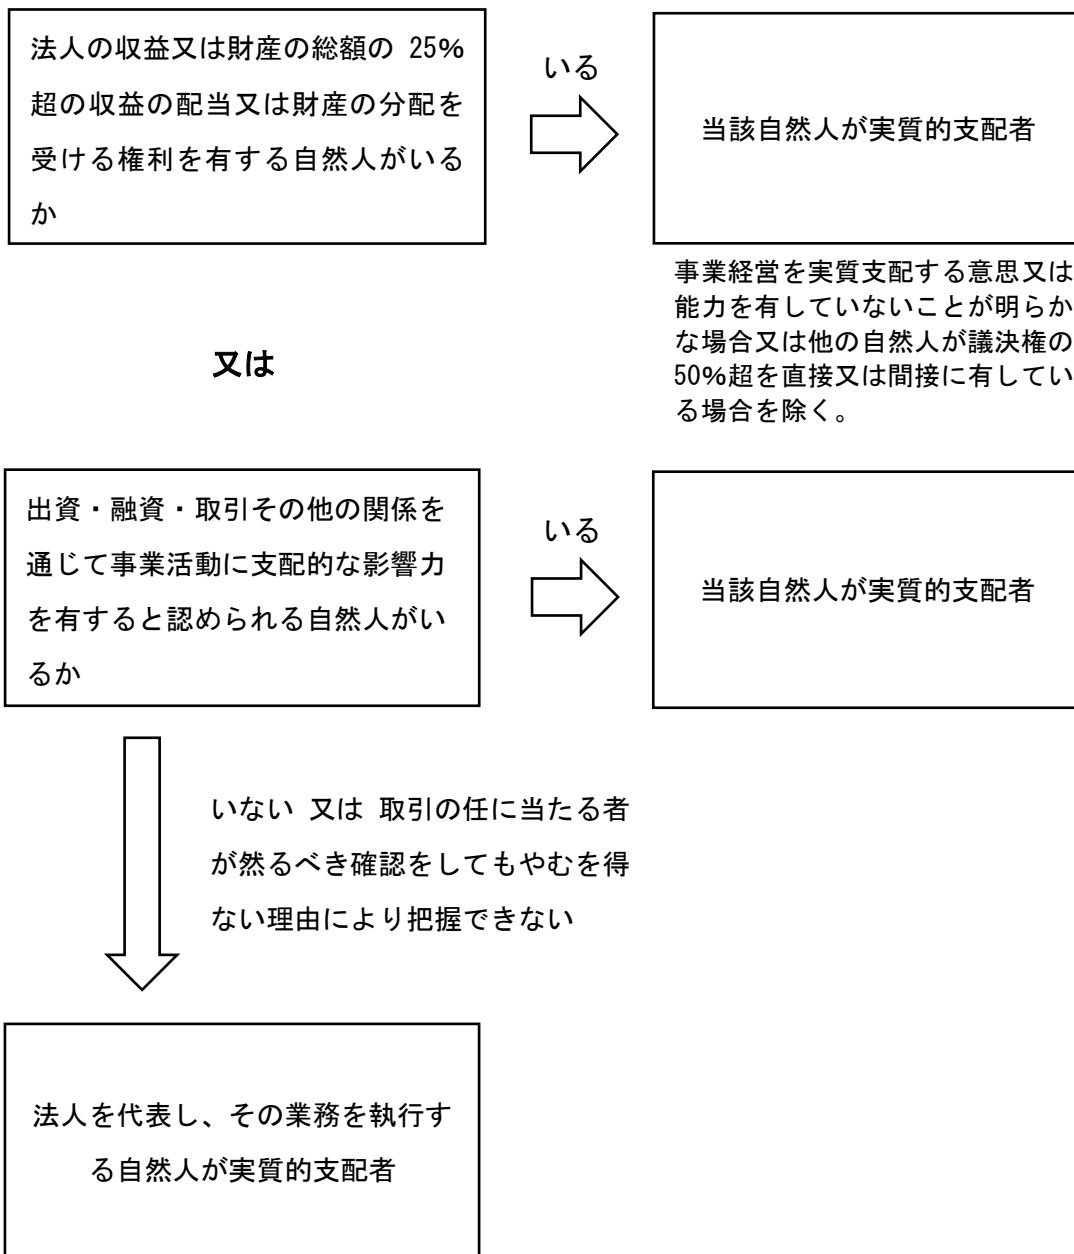 法人の収益又は財産の総額の 25%
超の収益の配当又は財産の分配を
受ける権利を有する自然人がいる
か
いる
当該自然人が実質的支配者
事業経営を実質支配する意思又は
能力を有していないことが明らか
な場合又は他の自然人が議決権の
50%超を直接又は間接に有してい
る場合を除く。
又は
出資・融資・取引その他の関係を
通じて事業活動に支配的な影響力
を有すると認められる自然人がい
るか
いる
当該自然人が実質的支配者
いない 又は 取引の任に当たる者
が然るべき確認をしてもやむを得
ない理由により把握できない
法人を代表し、その業務を執行す
る自然人が実質的支配者